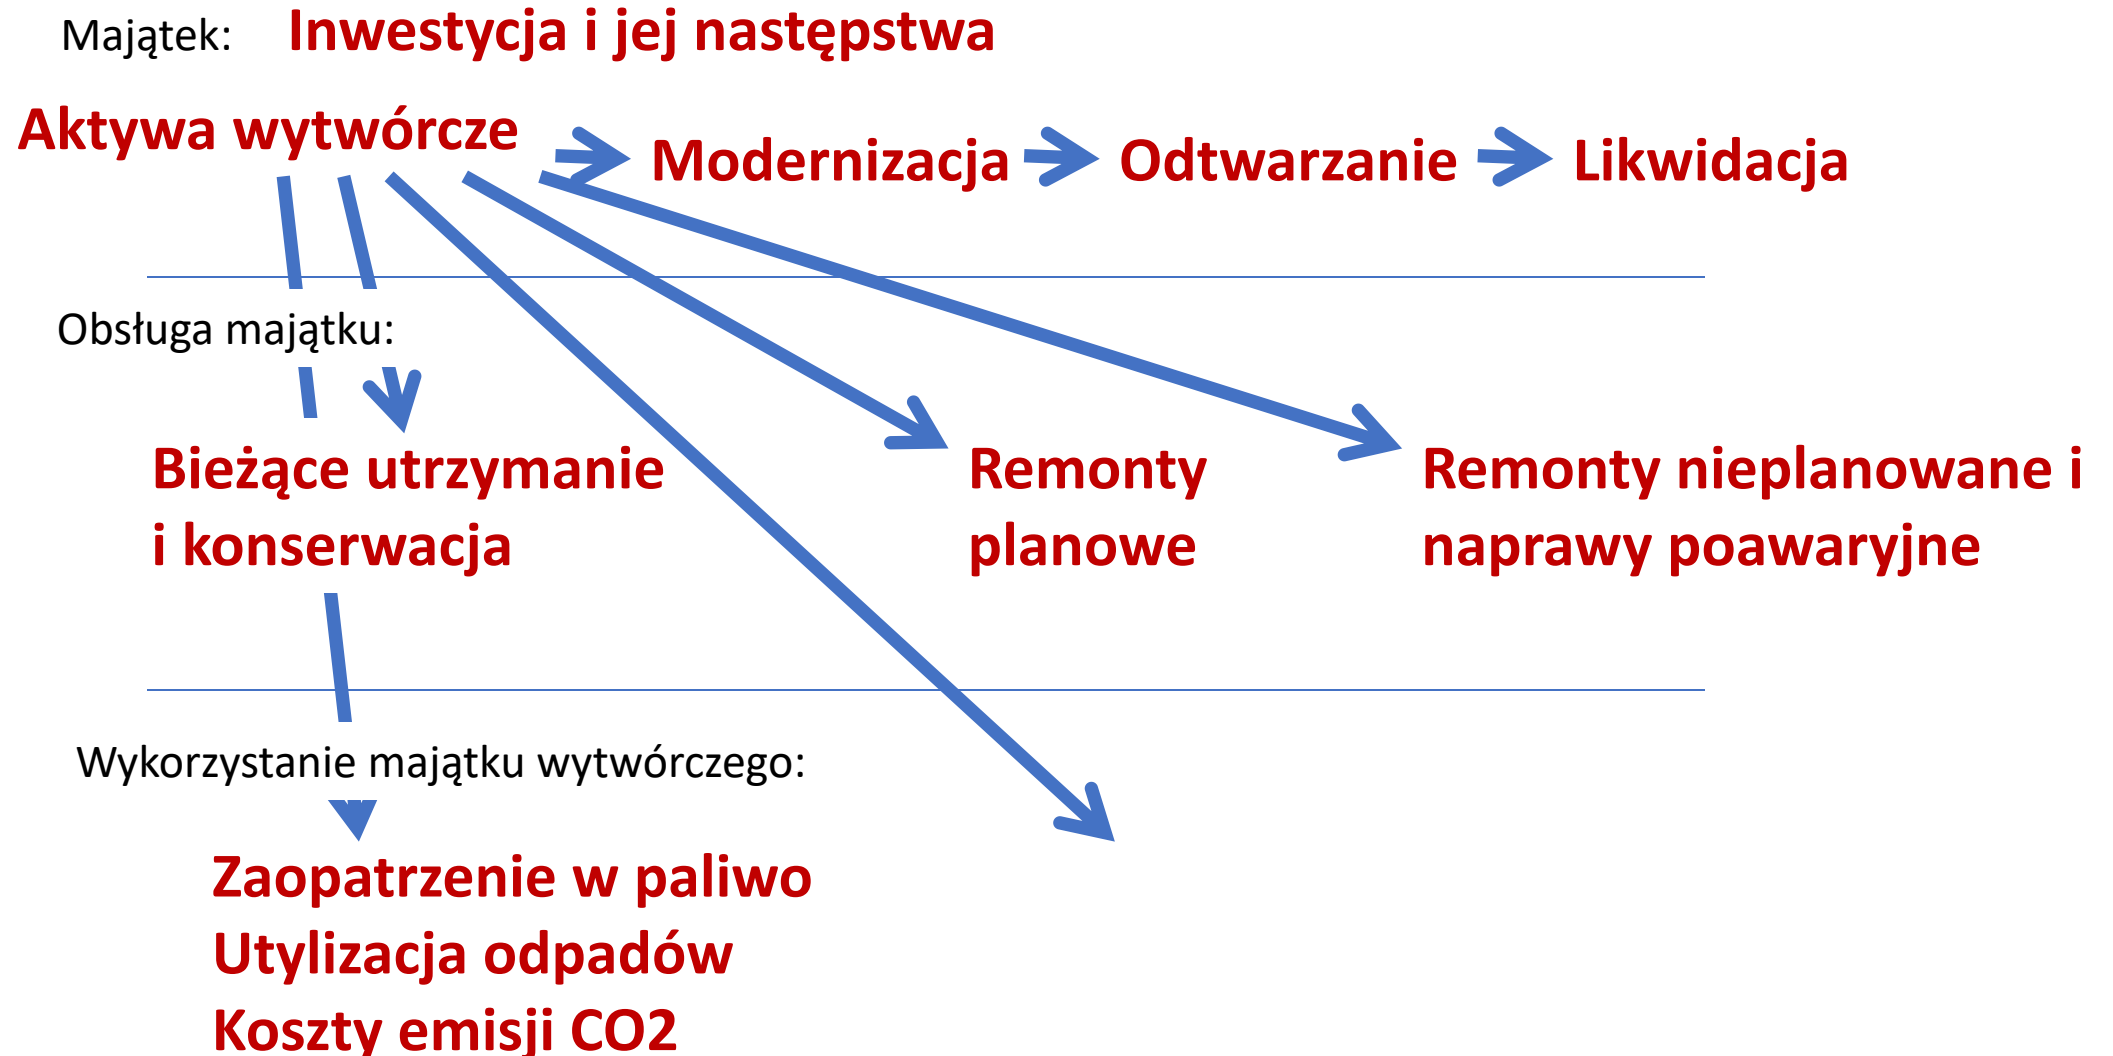 Majątek: Inwestycja i jej następstwa
Aktywa wytwórcze
Modernizacja Odtwarzanie Likwidacja
Obsługa majątku:
Bieżące utrzymanie
i konserwacja
Remonty
planowe
Remonty nieplanowane i
naprawy poawaryjne
Wykorzystanie majątku wytwórczego:
Zaopatrzenie w paliwo
Utylizacja odpadów
Koszty emisji CO2